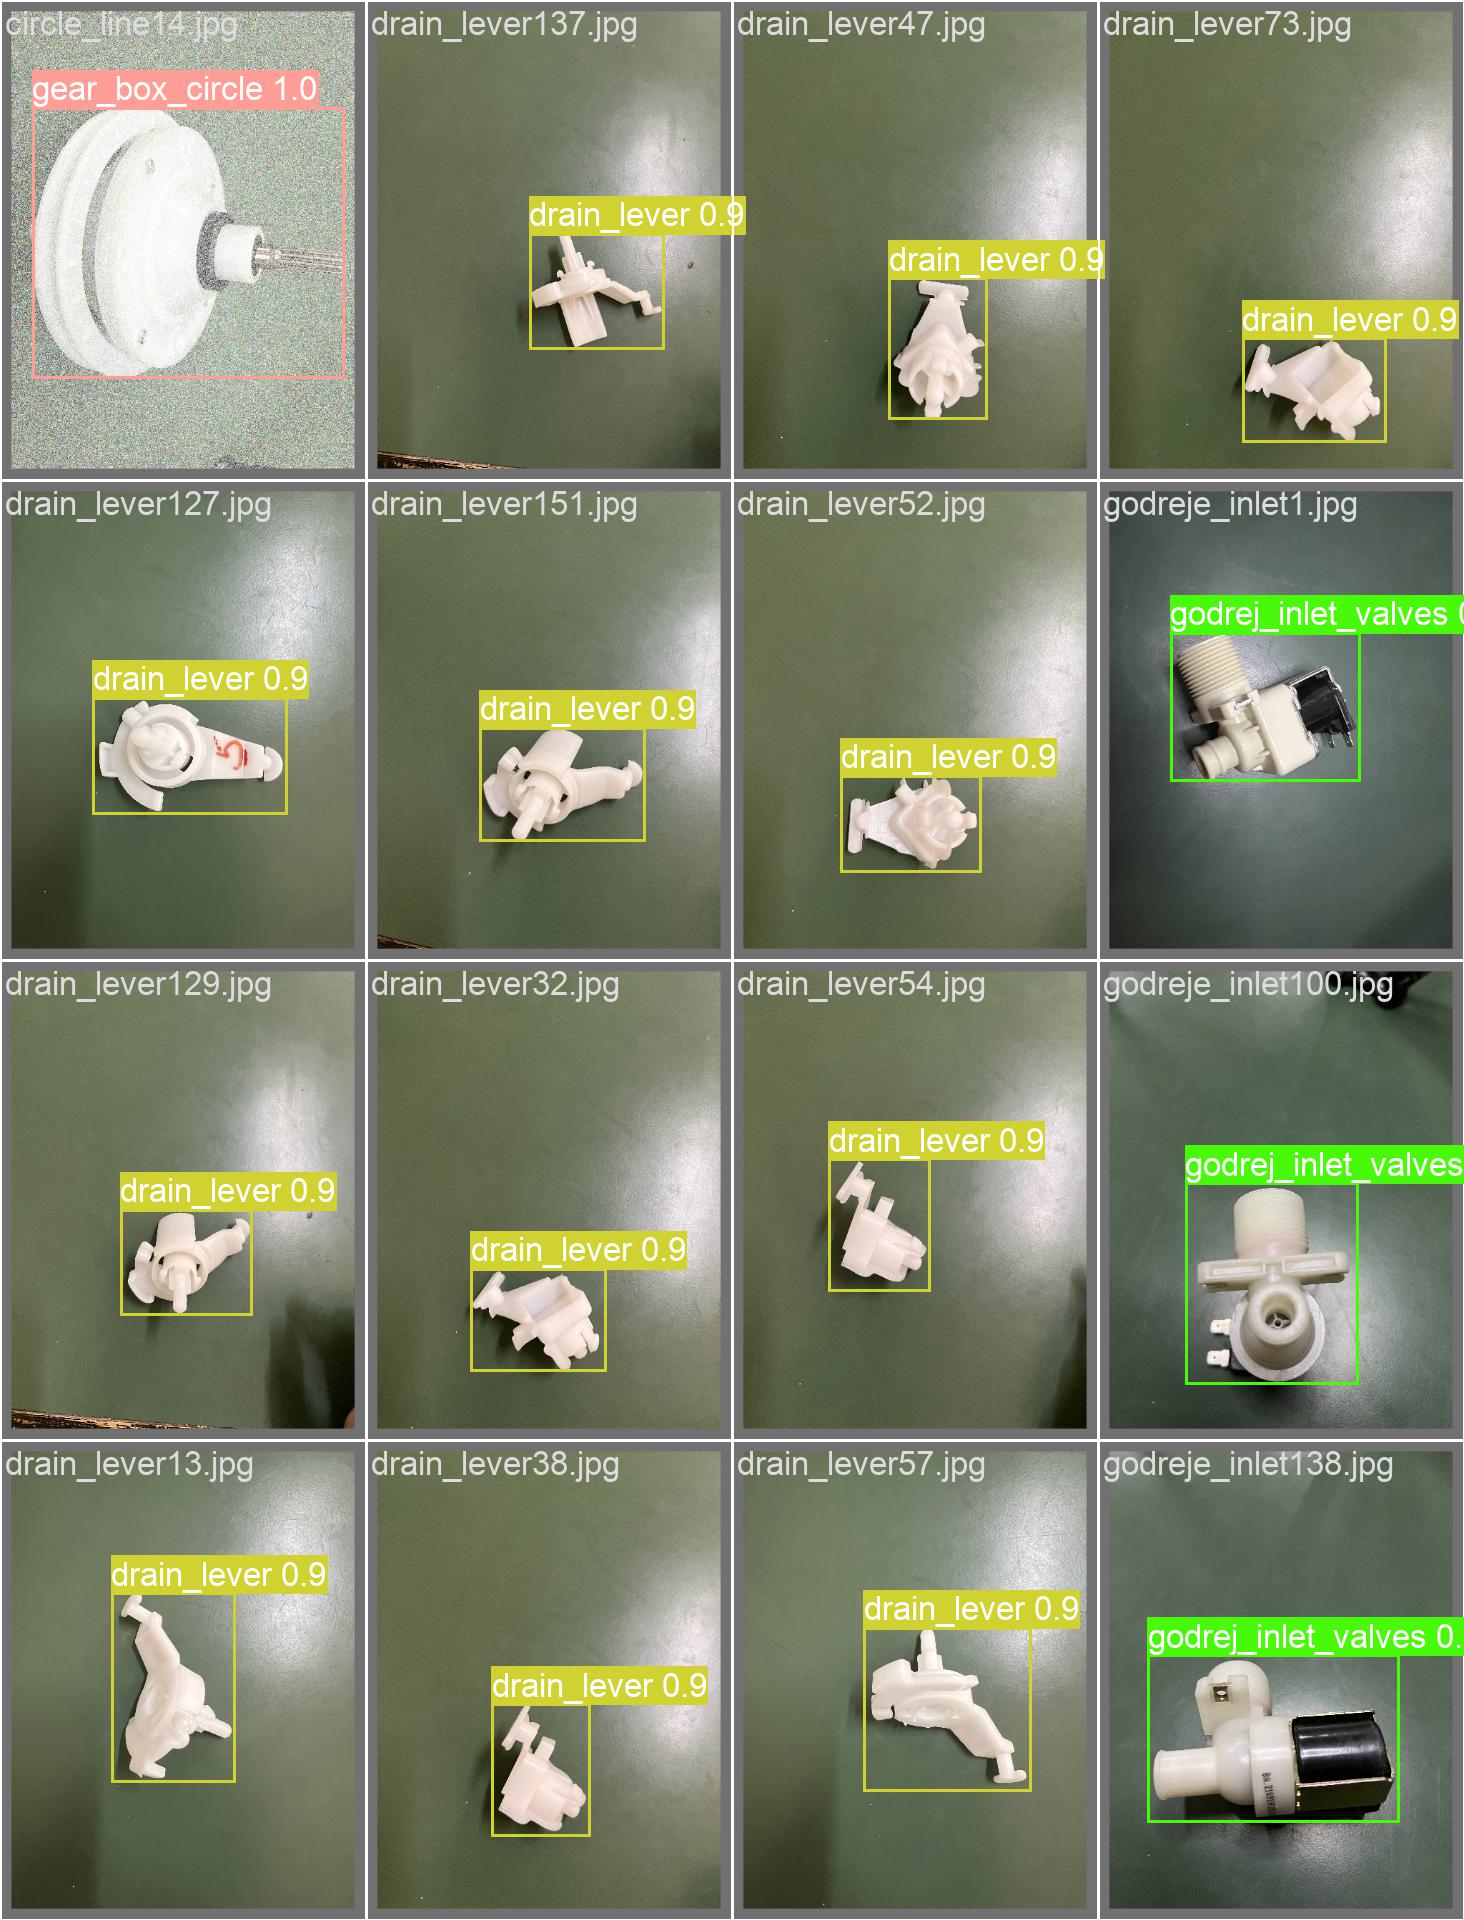 circle_line14.jpg
gear_box_circle 1.0
drain_lever137.jpg
drain_lever 0.9
drain_lever47.jpg
drain_lever 0.9
drain_lever73.jpg
drain_lever 0.9
drain_lever127.jpg
drain_lever 0.9
5
drain_lever151.jpg
drain_lever 0.9
drain_lever52.jpg
drain_lever 0.9
godreje_inlet1.jpg
godrej_inlet_valves
drain_lever129.jpg
drain_lever 0.9
drain_lever32.jpg
drain_lever 0.9
drain_lever54.jpg
drain_lever 0.9
godreje_inlet100.jpg
godrej_inlet_valves
drain_lever13.jpg
drain_lever 0.9
drain_lever38.jpg
drain_lever 0.9
drain_lever57.jpg
drain_lever 0.9
godreje_inlet138.jpg
godrej_inlet_valves 0.